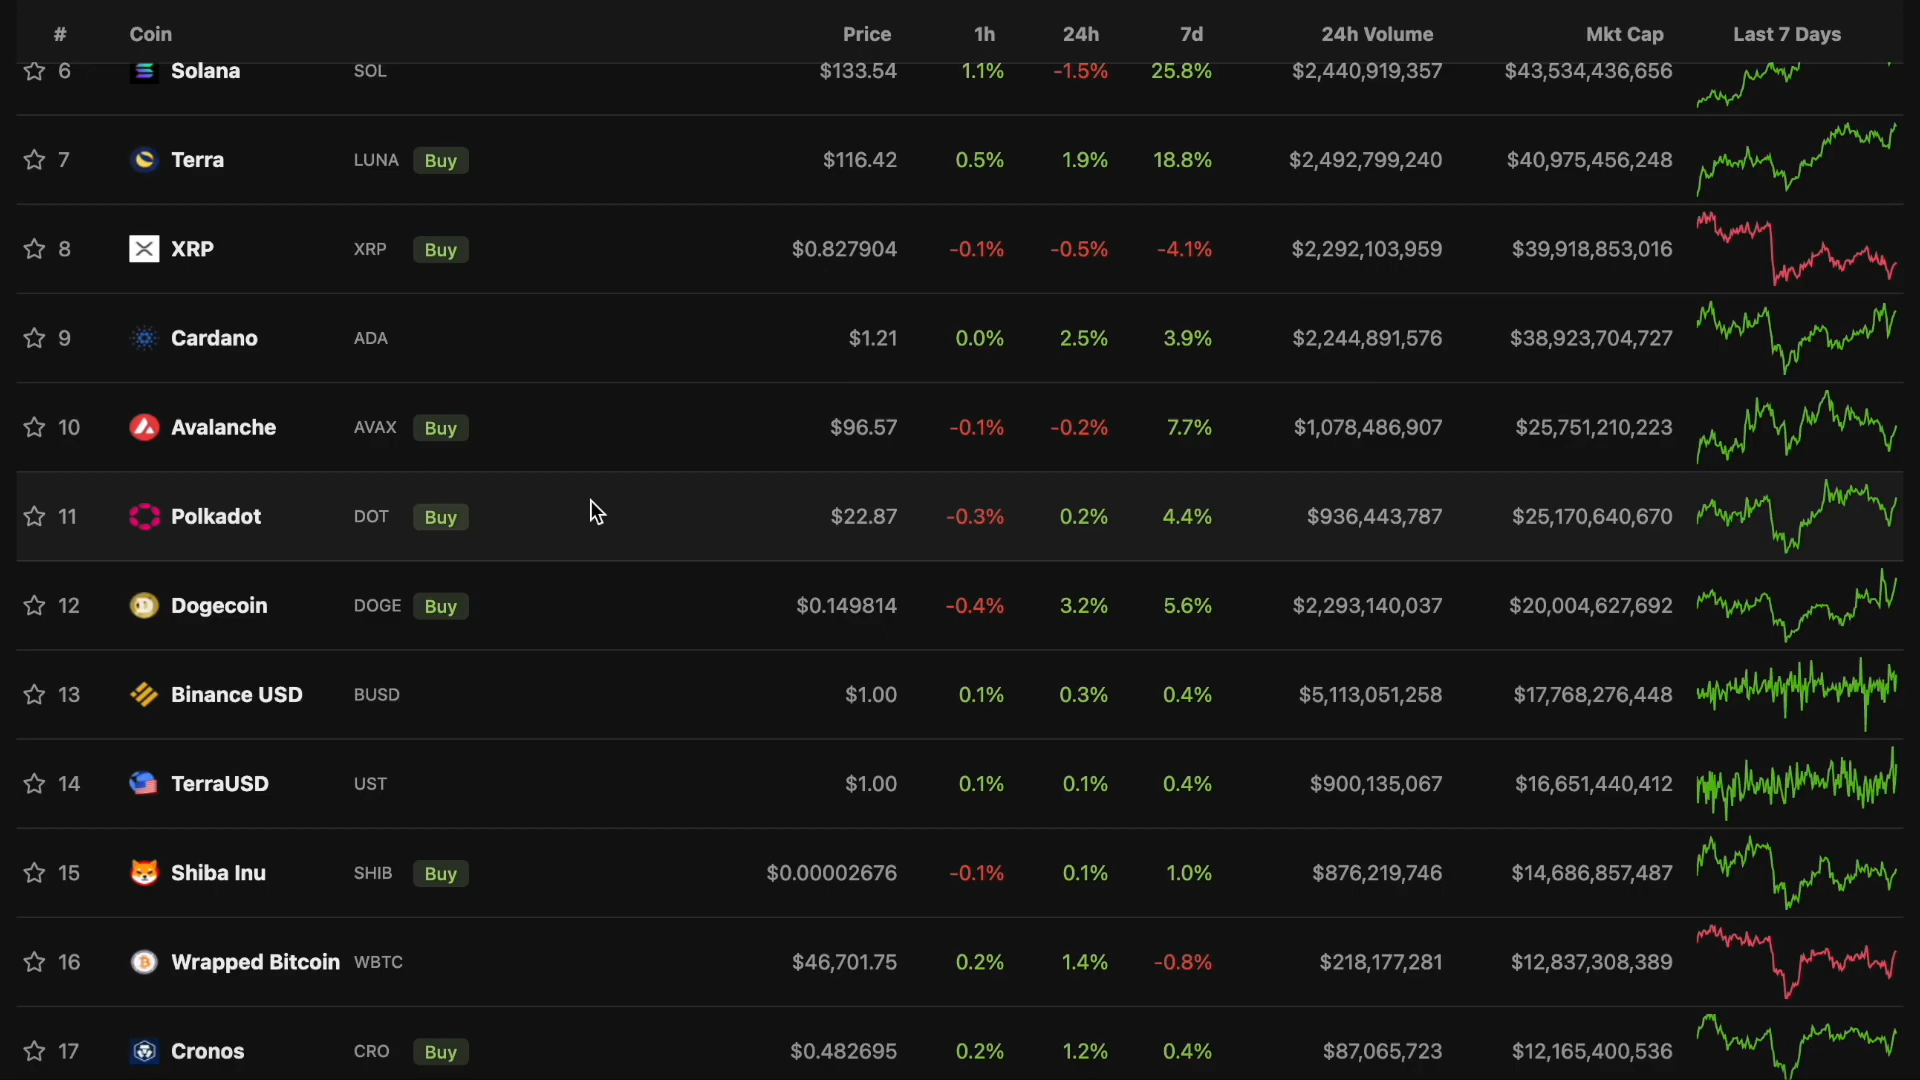 # Coin Price 1h 24h 7d 24h Volume Mkt Cap Last 7 Days
6 Solana SOL $133.54 1.1% -1.5% 25.8% $2,440,919,357 $43,534,436,656
7 Terra LUNA Buy $116.42 0.5% 1.9% 18.8% $2,492,799,240 $40,975,456,248
8 XRP XRP Buy $0.827904 -0.1% -0.5% -4.1% $2,292,103,959 $39,918,853,016
9 Cardano ADA $1.21 0.0% 2.5% 3.9% $2,244,891,576 $38,923,704,727
10 Avalanche AVAX Buy $96.57 -0.1% -0.2% 7.7% $1,078,486,907 $25,751,210,223
11 Polkadot DOT Buy $22.87 -0.3% 0.2% 4.4% $936,443,787 $25,170,640,670
12 Dogecoin DOGE Buy $0.149814 -0.4% 3.2% 5.6% $2,293,140,037 $20,004,627,692
13 Binance USD BUSD $1.00 0.1% 0.3% 0.4% $5,113,051,258 $17,768,276,448
14 TerraUSD UST $1.00 0.1% 0.1% 0.4% $900,135,067 $16,651,440,412
15 Shiba Inu SHIB Buy $0.00002676 -0.1% 0.1% 1.0% $876,219,746 $14,686,857,487
16 Wrapped Bitcoin WBTC $46,701.75 0.2% 1.4% -0.8% $218,177,281 $12,837,308,389
17 Cronos CRO Buy $0.482695 0.2% 1.2% 0.4% $87,065,723 $12,165,400,536